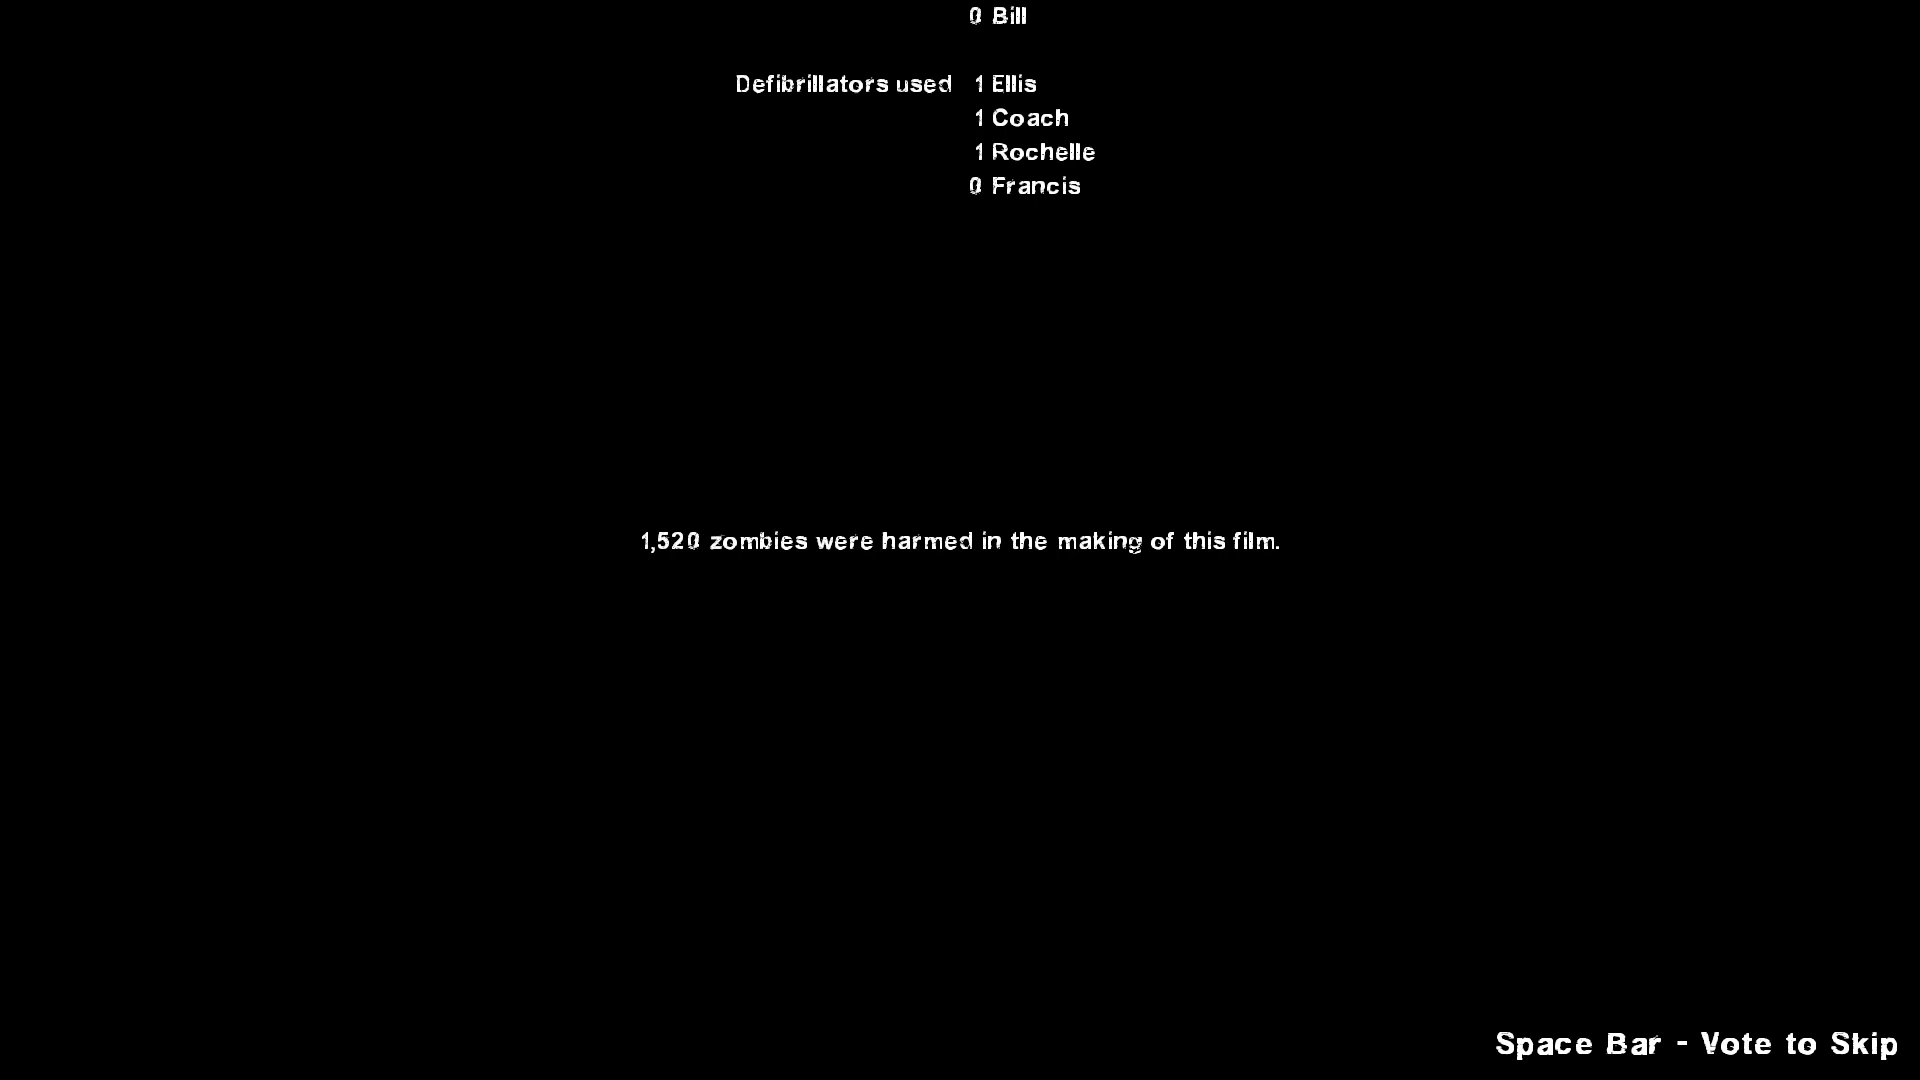 0 Bill
Defibrillators used 1 Ellis
1 Coach
1 Rochelle
0 Francis
1,520 zombies were harmed in the making of this film.
Space Bar - Vote to Skip